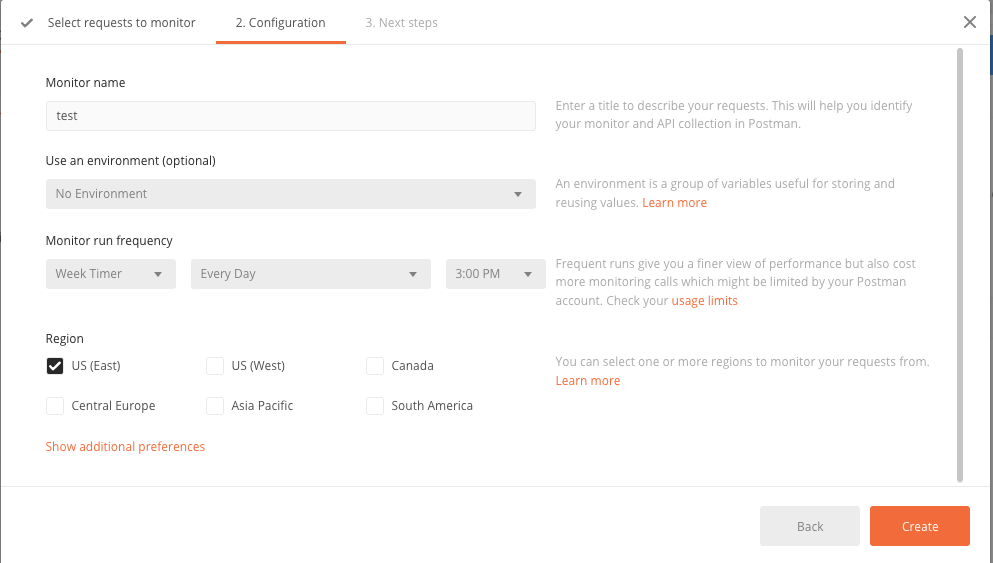 Select requests to monitor 2. Configuration 3. Next steps
Monitor name
test
Enter a title to describe your requests. This will help you identify
your monitor and API collection in Postman.
Use an environment (optional)
No Environment
An environment is a group of variables useful for storing and
reusing values. Learn more
Monitor run frequency
Week Timer Every Day 3:00 PM
Frequent runs give you a finer view of performance but also cost
more monitoring calls which might be limited by your Postman
account. Check your usage limits
Region
US (East) US (West) Canada
Central Europe Asia Pacific South America
You can select one or more regions to monitor your requests from.
Learn more
Show additional preferences
Back Create